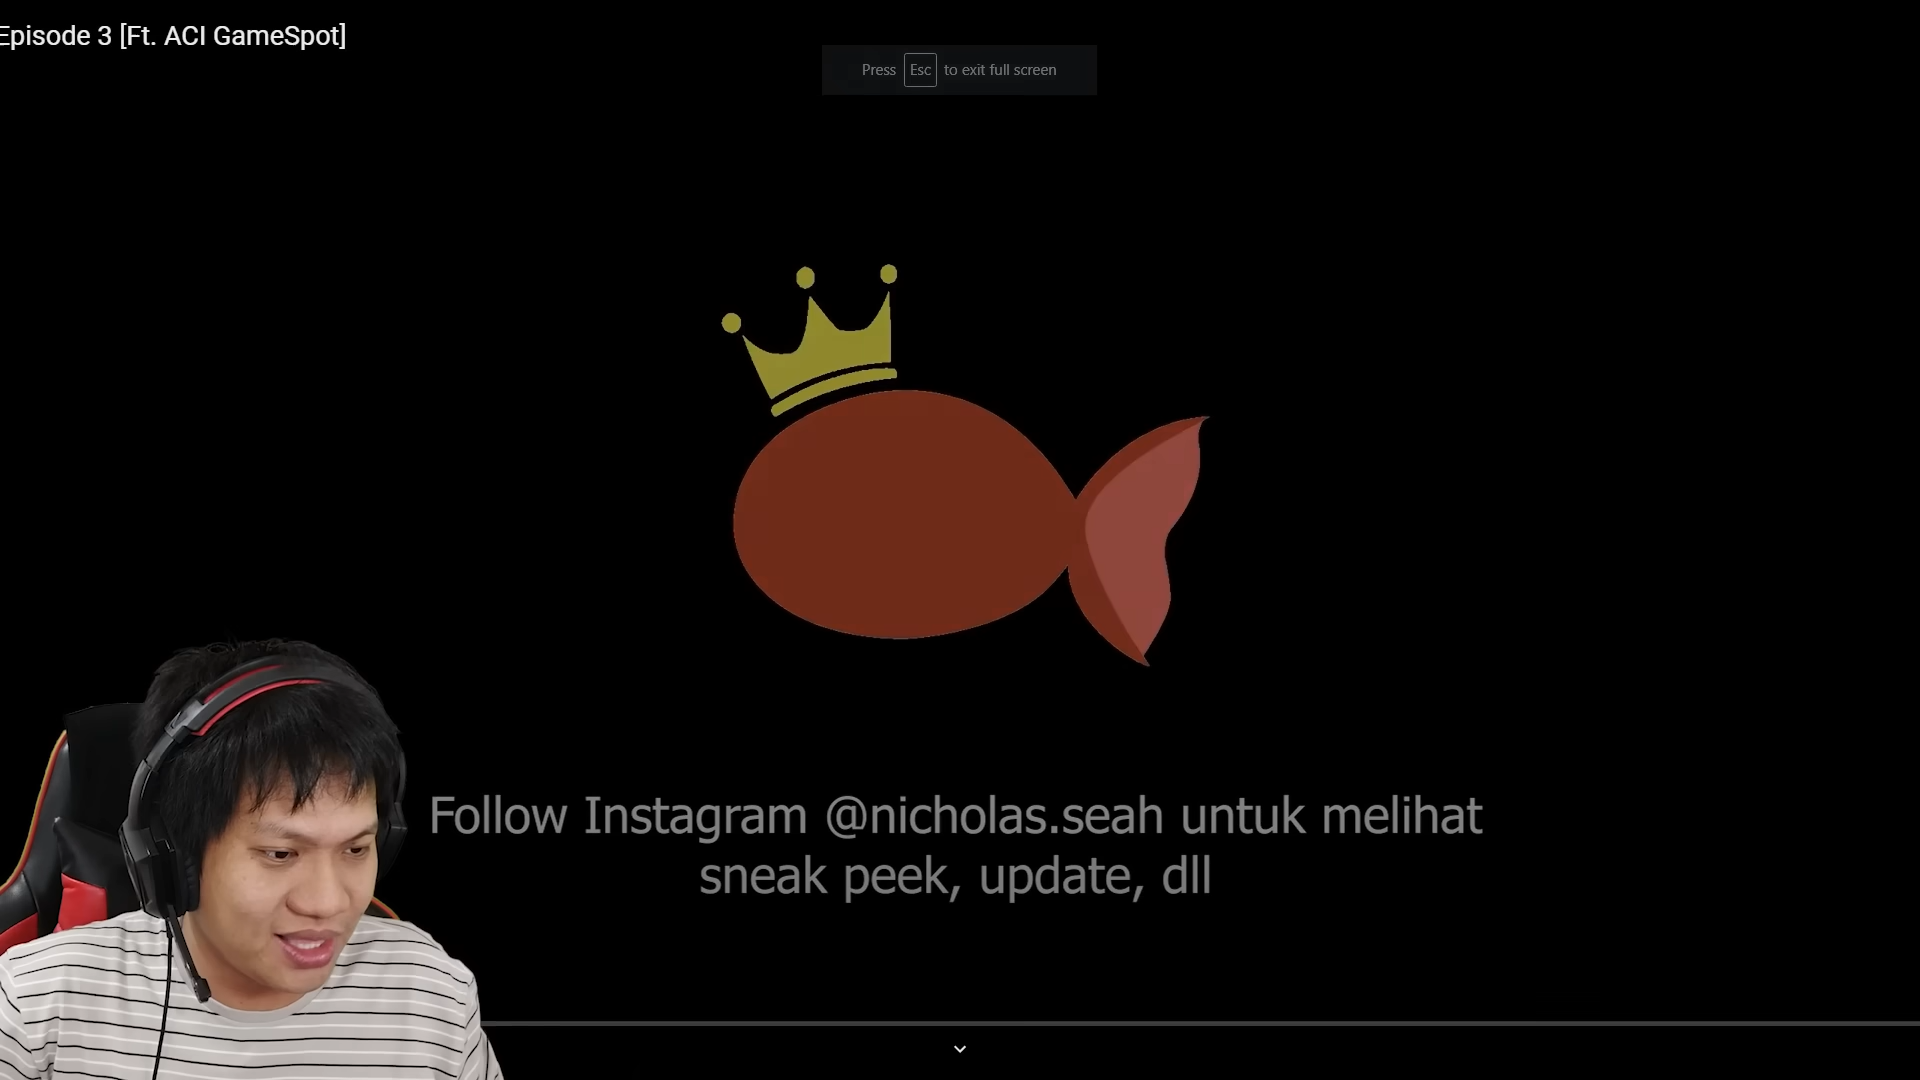 Episode 3 [Ft. ACI GameSpot]
Press Esc to exit full screen
Follow Instagram @nicholas.seah untuk melihat
sneak peek, update, dll